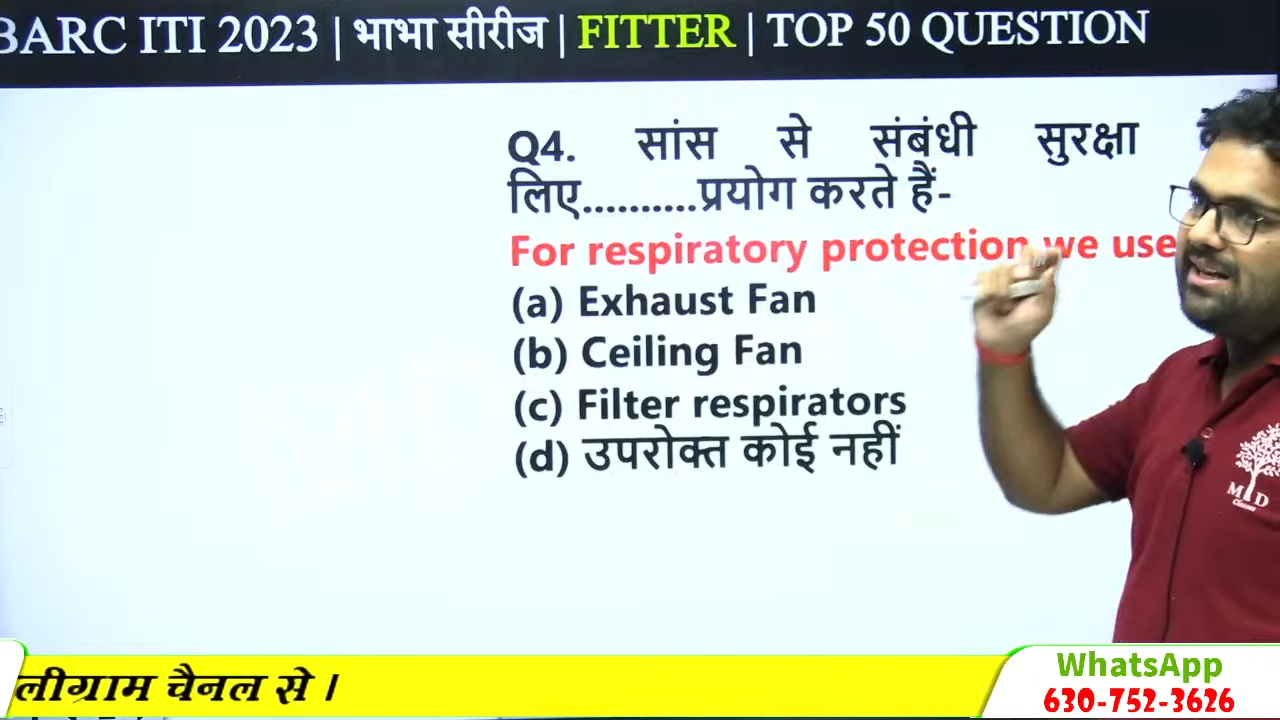 BARC ITI 2023 | भाभा सीरीज | FITTER | TOP 50 QUESTION
Q4. सांस से संबंधी सुरक्षा
लिए..........प्रयोग करते हैं-
For respiratory protection we use
(a) Exhaust Fan
(b) Ceiling Fan
(c) Filter respirators
(d) उपरोक्त कोई नहीं
M D
Classes
लीग्राम चैनल से ।
WhatsApp
630-752-3626